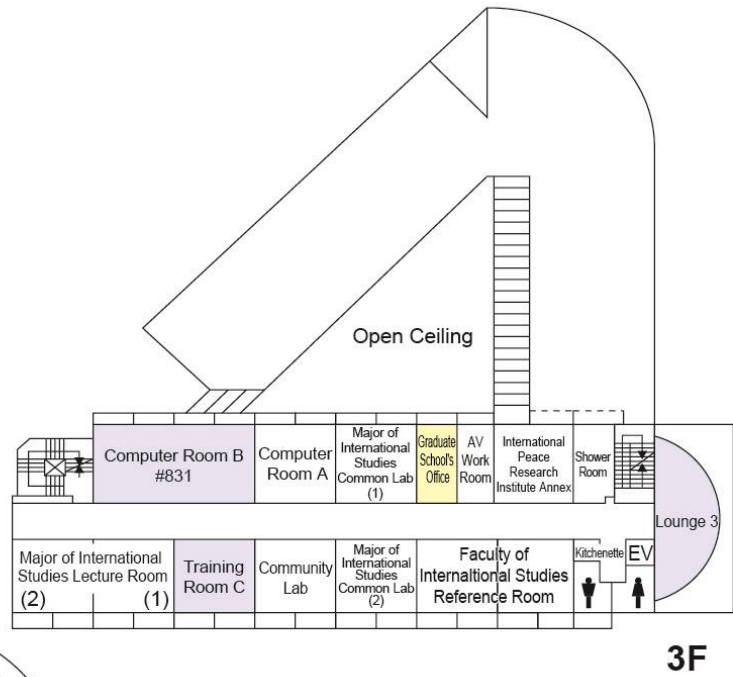 Open Ceiling
Computer Room B
#831
Computer
Room A
Major of
International
Studies
Common Lab
(1)
Graduate
School's
Office
AV
Work
Room
International
Peace
Research
Institute Annex
Shower
Room
Lounge 3
Major of International
Studies Lecture Room
(2) (1)
Training
Room C
Community
Lab
Major of
International
Studies
Common Lab
(2)
Faculty of
Internaltional Studies
Reference Room
Kitchenette
EV
3F